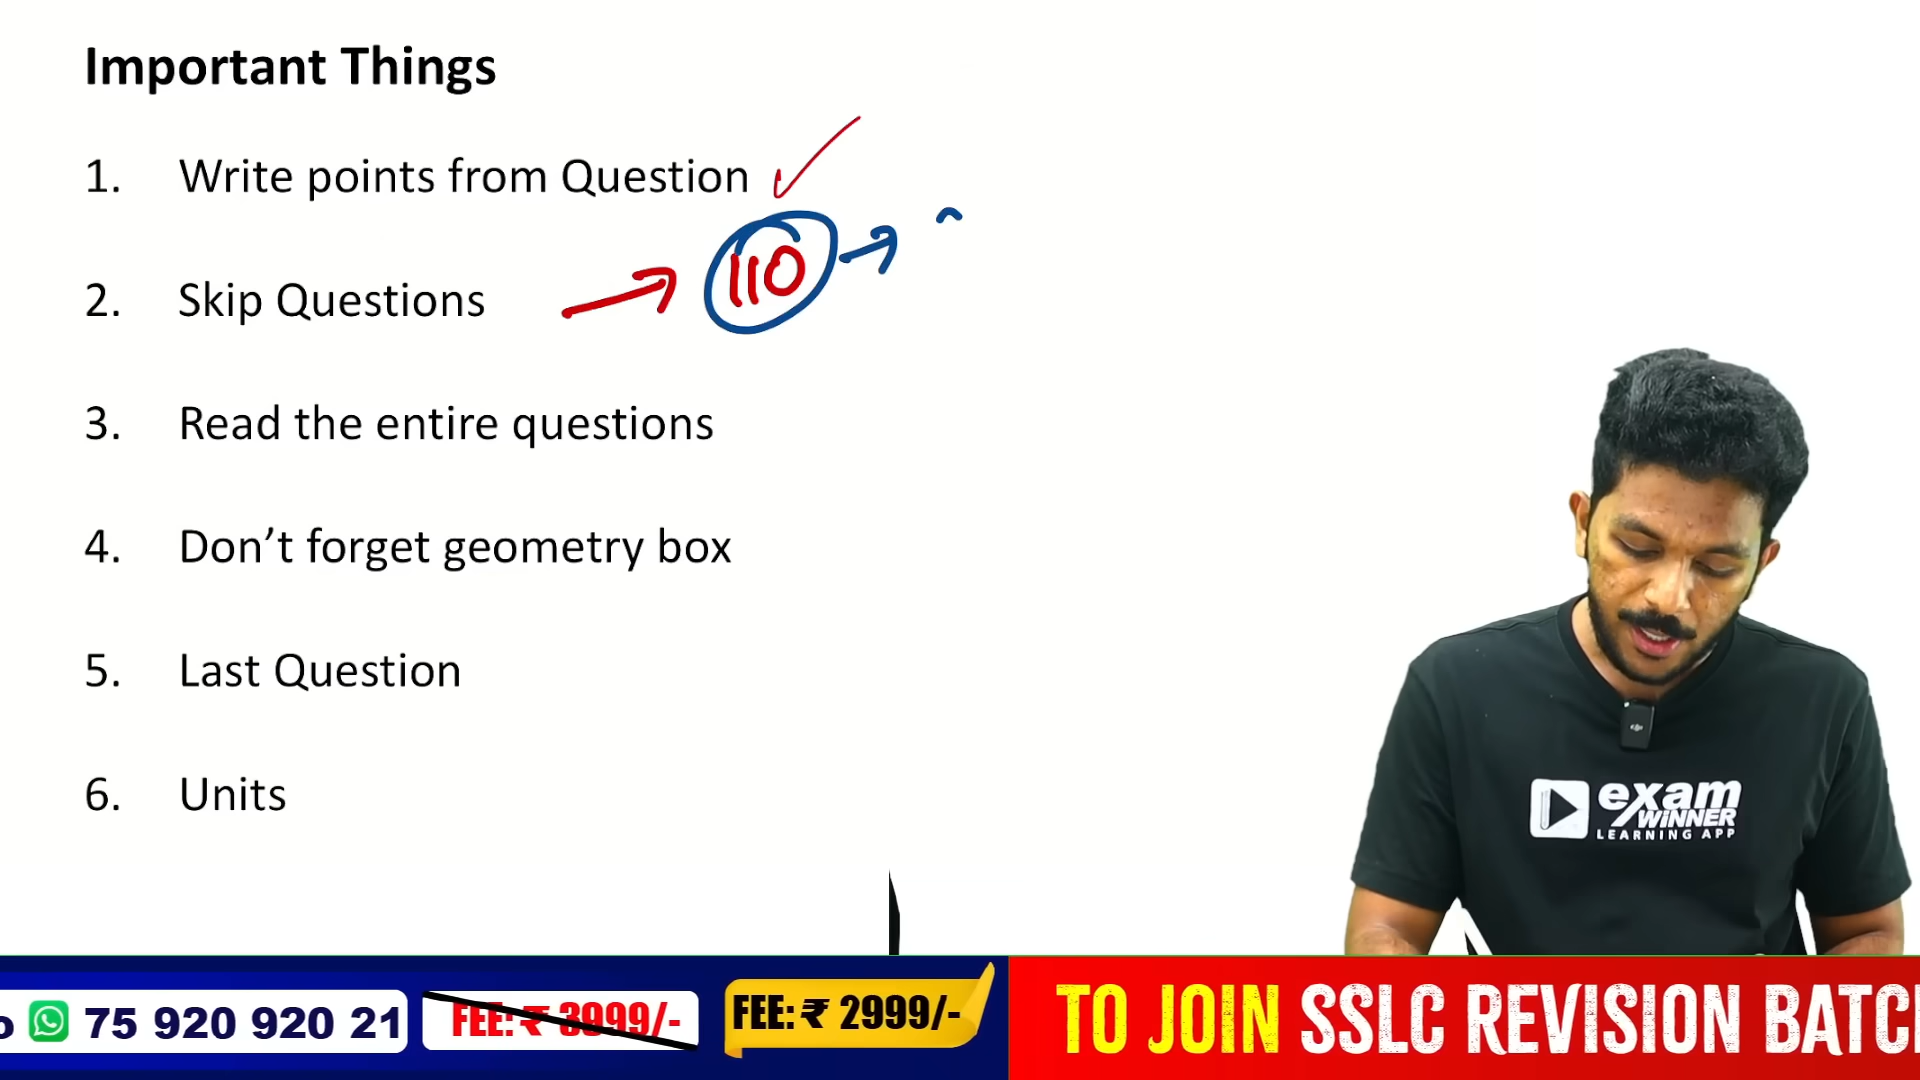 Important Things
1. Write points from Question
2. Skip Questions 110
3. Read the entire questions
4. Don’t forget geometry box
5. Last Question
6. Units
exam
WiNNER
LEARNING APP
o 75 920 920 21 FEE: ₹ 3999/- FEE: ₹ 2999/- TO JOIN SSLC REVISION BATC